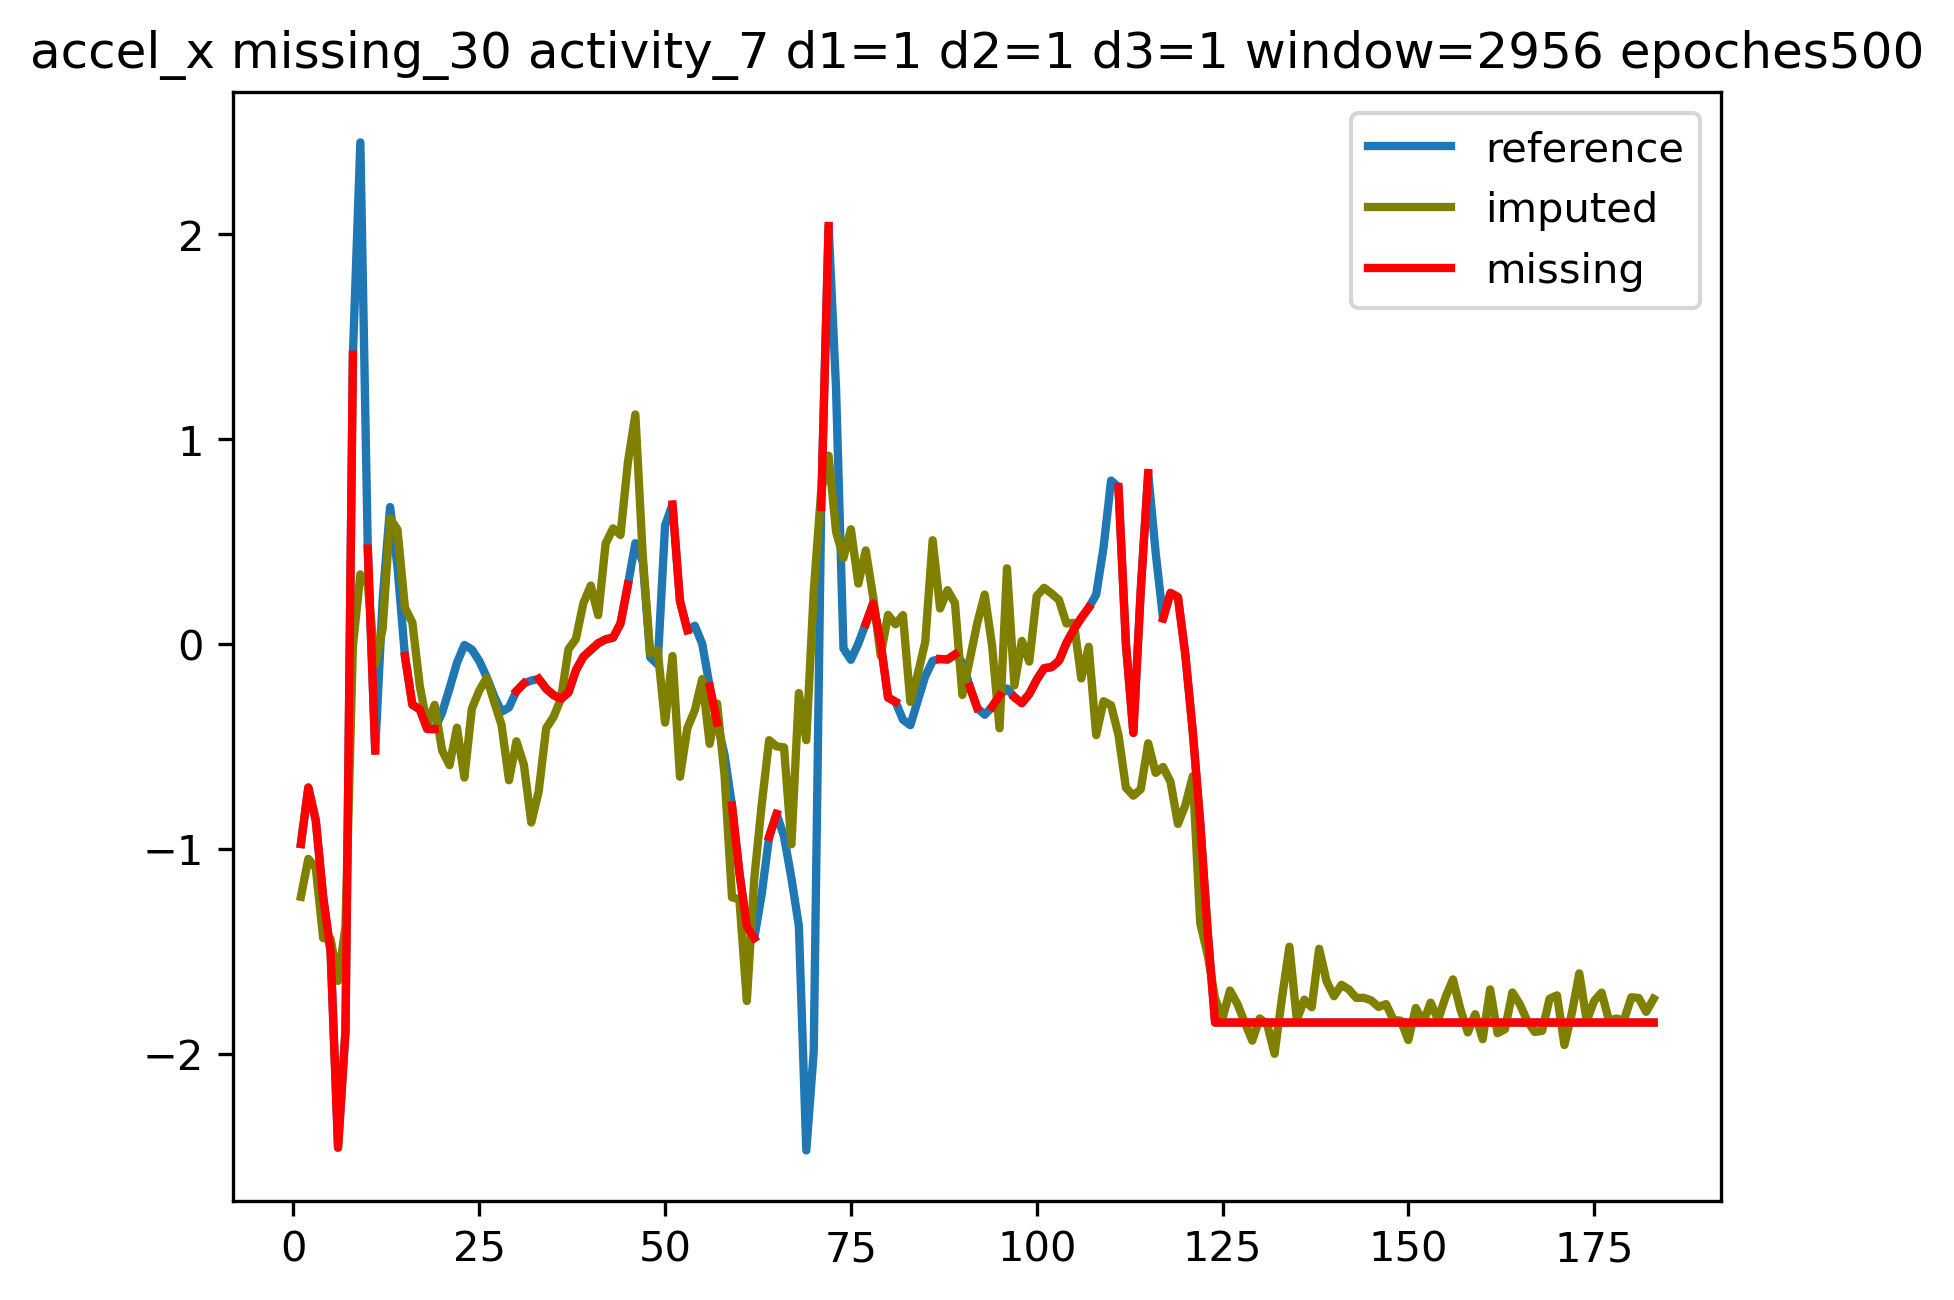 accel_x missing_30 activity_7 d1=1 d2=1 d3=1 window=2956 epoches500
reference
imputed
missing
2
1
0
−1
−2
0 25 50 75 100 125 150 175